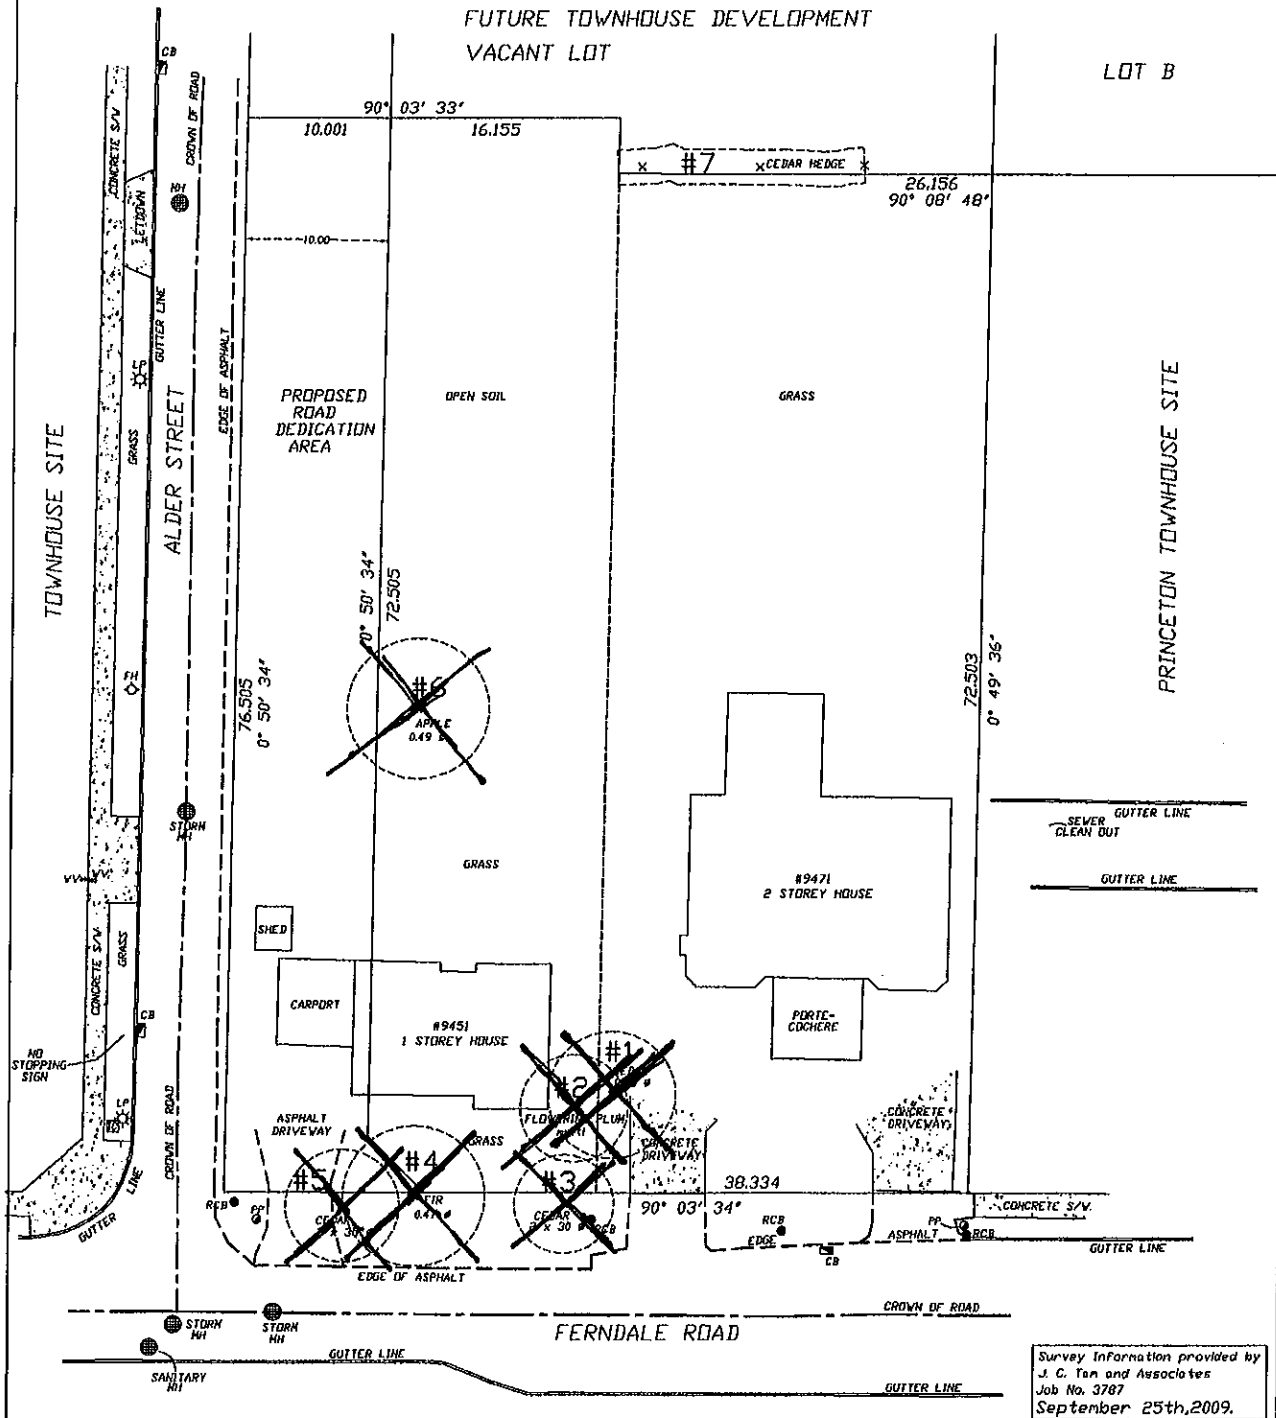 FUTURE TOWNHOUSE DEVELOPMENT
VACANT LOT
LOT B
CB
CONCRETE S/W
CROWN OF ROAD
90° 03' 33"
10.001
16.155
#7
CEDAR HEDGE
26.156
90° 08' 48"
LETDOWN
MH
10.00
GUTTER LINE
EDGE OF ASPHALT
LP
GRASS
ALDER STREET
TOWNHOUSE SITE
PROPOSED
ROAD
DEDICATION
AREA
OPEN SOIL
GRASS
PRINCETON TOWNHOUSE SITE
0° 50' 34"
72.505
76.505
0° 50' 34"
72.503
0° 49' 36"
FH
#6
APPLE
0.49
STORM
MH
GUTTER LINE
SEWER
CLEAN OUT
GUTTER LINE
GRASS
#9471
2 STOREY HOUSE
VV
CONCRETE S/W
GRASS
SHED
CARPORT
#9451
1 STOREY HOUSE
PORTE-
COCHERE
CB
NO
STOPPING
SIGN
LP
CROWN OF ROAD
#1
#2
FLOWERING PLUM
ASPHALT
DRIVEWAY
GRASS
CONCRETE
DRIVEWAY
CONCRETE
DRIVEWAY
#5
CEDAR
#4
FIR
#3
CEDAR
38.334
90° 03' 34"
RCB
PP
RCB
RCB
EDGE
ASPHALT
CB
PP
RCB
CONCRETE S/W.
GUTTER LINE
GUTTER
LINE
EDGE OF ASPHALT
CROWN OF ROAD
STORM
MH
STORM
MH
FERNDALE ROAD
SANITARY
MH
GUTTER LINE
GUTTER LINE
Survey Information provided by
J. C. Tam and Associates
Job No. 3787
September 25th,2009.